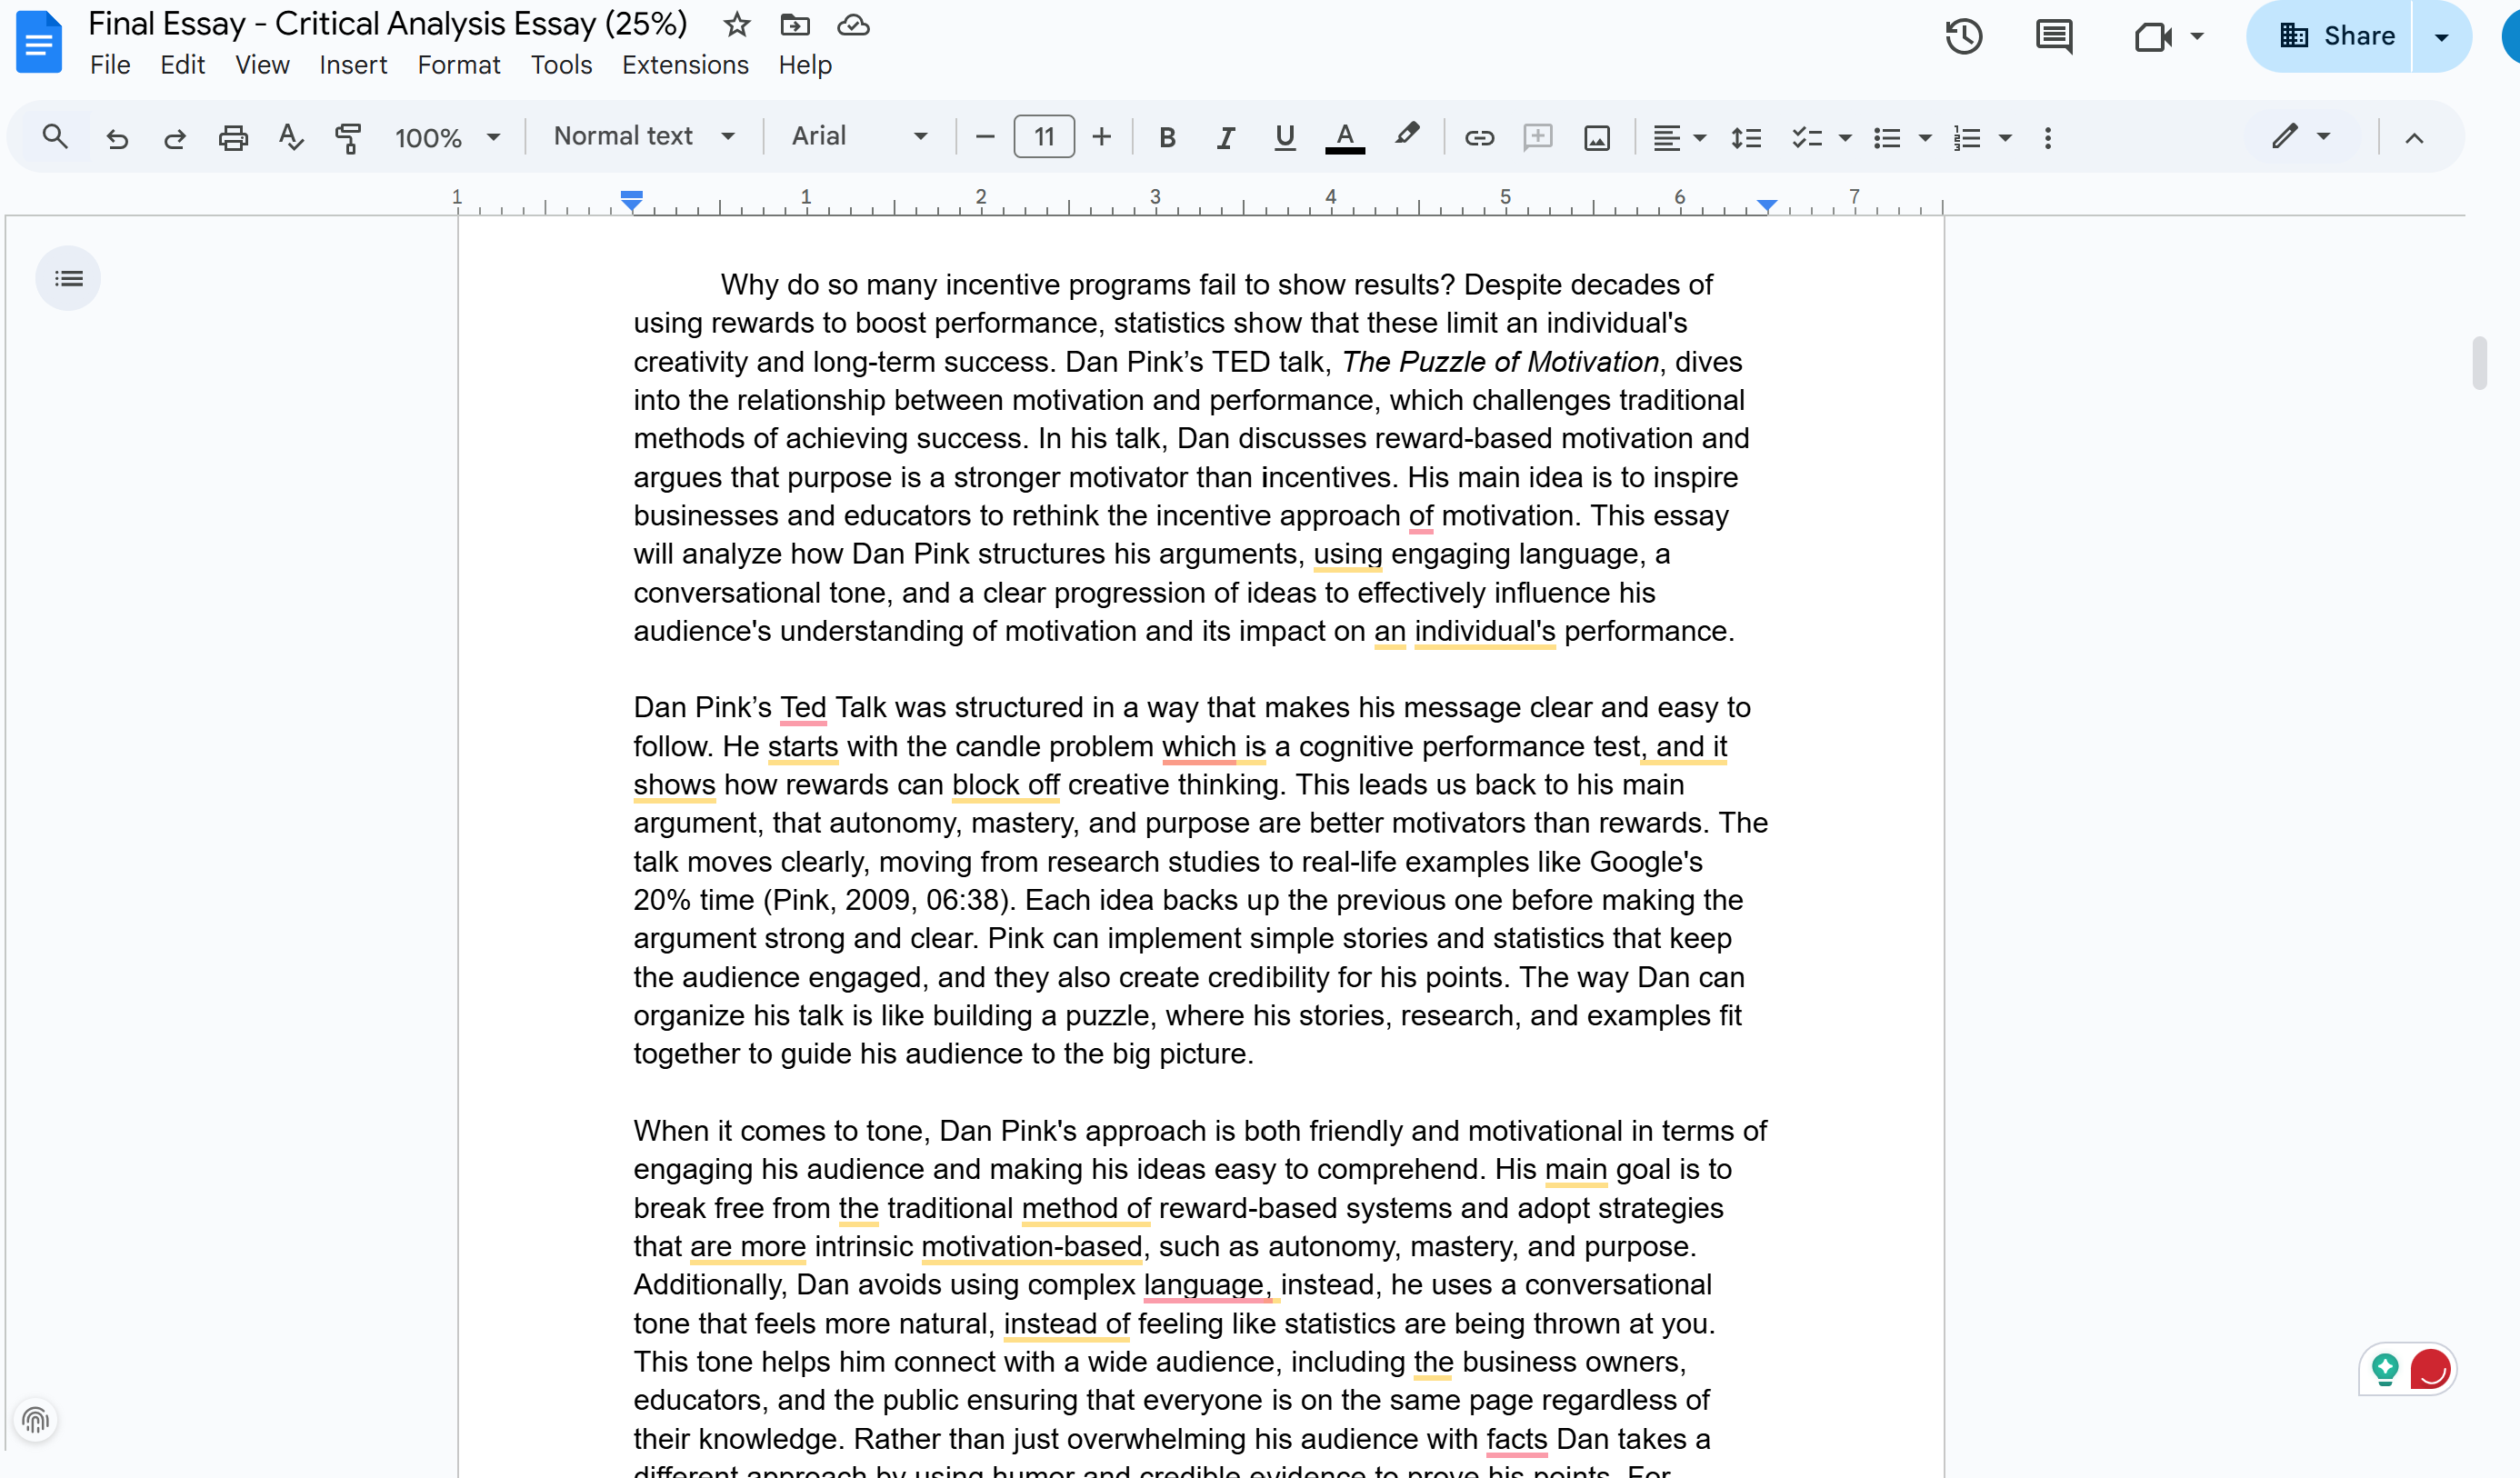 Final Essay - Critical Analysis Essay (25%)
File Edit View Insert Format Tools Extensions Help
Share
100% Normal text Arial 11
1 1 2 3 4 5 6 7
Why do so many incentive programs fail to show results? Despite decades of
using rewards to boost performance, statistics show that these limit an individual's
creativity and long-term success. Dan Pink’s TED talk, The Puzzle of Motivation, dives
into the relationship between motivation and performance, which challenges traditional
methods of achieving success. In his talk, Dan discusses reward-based motivation and
argues that purpose is a stronger motivator than incentives. His main idea is to inspire
businesses and educators to rethink the incentive approach of motivation. This essay
will analyze how Dan Pink structures his arguments, using engaging language, a
conversational tone, and a clear progression of ideas to effectively influence his
audience's understanding of motivation and its impact on an individual's performance.
Dan Pink’s Ted Talk was structured in a way that makes his message clear and easy to
follow. He starts with the candle problem which is a cognitive performance test, and it
shows how rewards can block off creative thinking. This leads us back to his main
argument, that autonomy, mastery, and purpose are better motivators than rewards. The
talk moves clearly, moving from research studies to real-life examples like Google's
20% time (Pink, 2009, 06:38). Each idea backs up the previous one before making the
argument strong and clear. Pink can implement simple stories and statistics that keep
the audience engaged, and they also create credibility for his points. The way Dan can
organize his talk is like building a puzzle, where his stories, research, and examples fit
together to guide his audience to the big picture.
When it comes to tone, Dan Pink's approach is both friendly and motivational in terms of
engaging his audience and making his ideas easy to comprehend. His main goal is to
break free from the traditional method of reward-based systems and adopt strategies
that are more intrinsic motivation-based, such as autonomy, mastery, and purpose.
Additionally, Dan avoids using complex language, instead, he uses a conversational
tone that feels more natural, instead of feeling like statistics are being thrown at you.
This tone helps him connect with a wide audience, including the business owners,
educators, and the public ensuring that everyone is on the same page regardless of
their knowledge. Rather than just overwhelming his audience with facts Dan takes a
different approach by using humor and credible evidence to prove his points. For